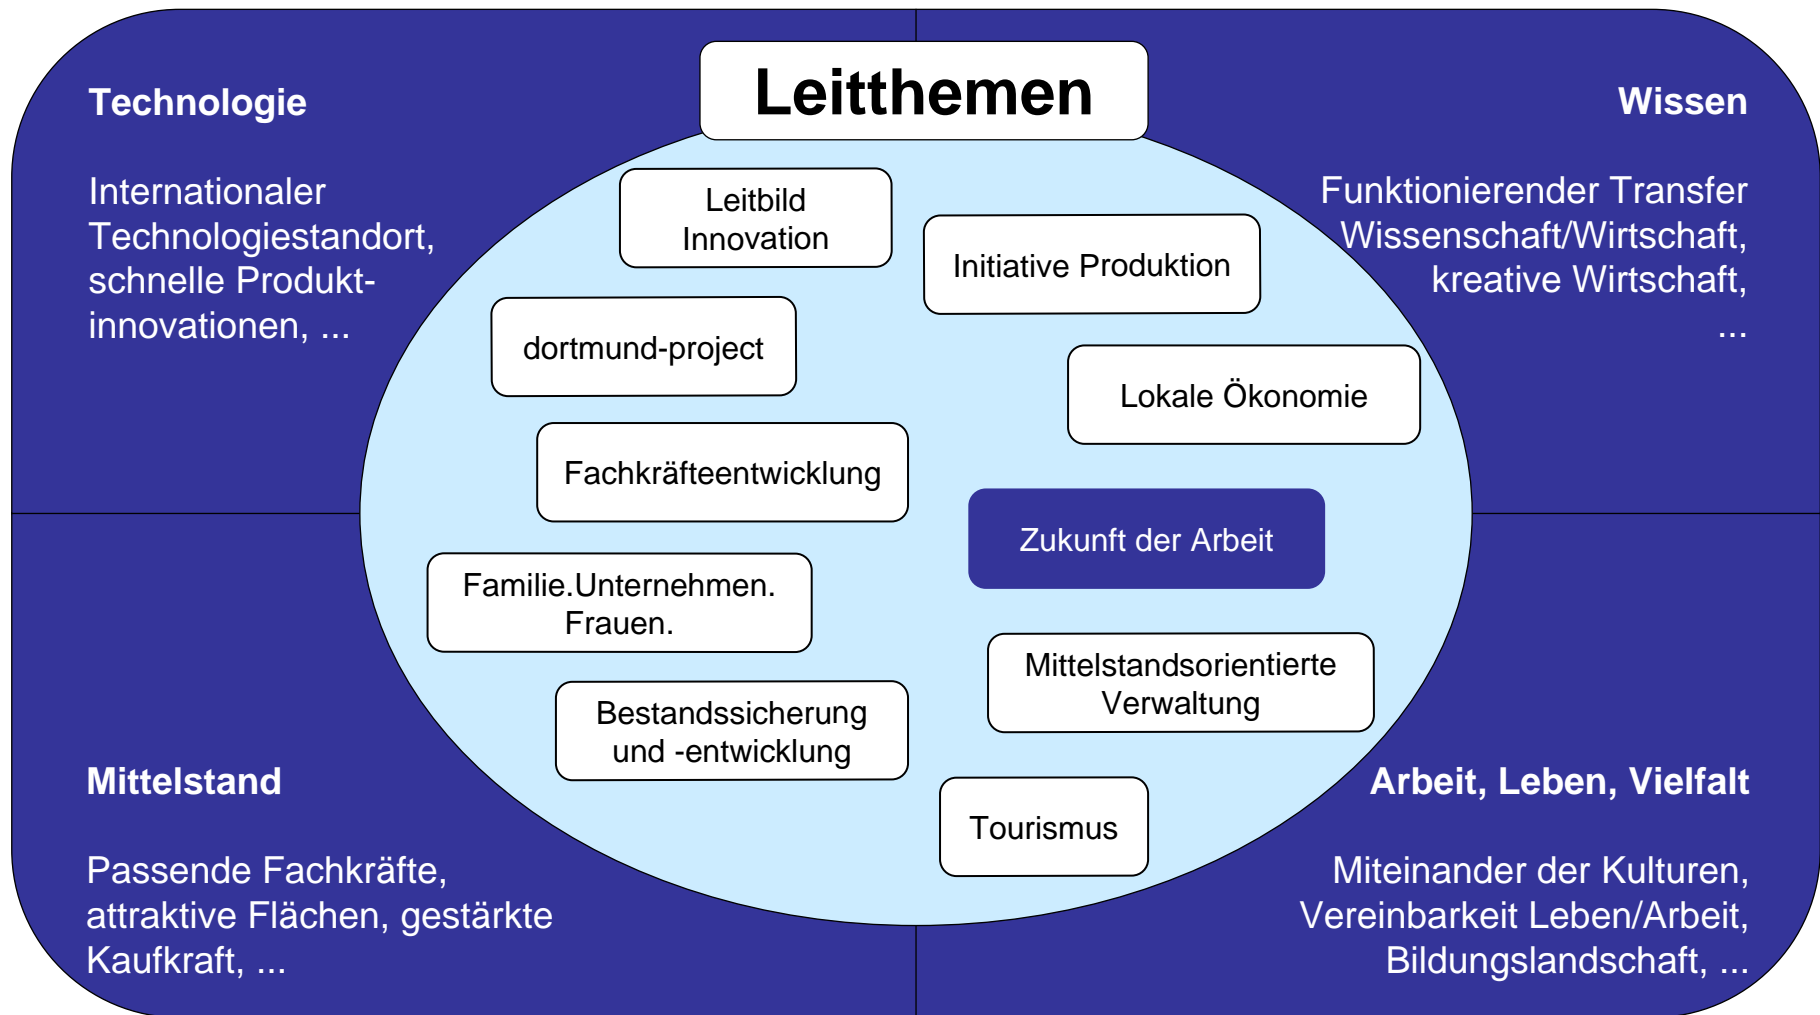 Leitthemen
Technologie
Internationaler
Technologiestandort,
schnelle Produkt-
innovationen, ...
Wissen
Funktionierender Transfer
Wissenschaft/Wirtschaft,
kreative Wirtschaft,
...
Leitbild
Innovation
Initiative Produktion
dortmund-project
Lokale Ökonomie
Fachkräfteentwicklung
Zukunft der Arbeit
Familie.Unternehmen.
Frauen.
Mittelstandsorientierte
Verwaltung
Bestandssicherung
und -entwicklung
Tourismus
Mittelstand
Passende Fachkräfte,
attraktive Flächen, gestärkte
Kaufkraft, ...
Arbeit, Leben, Vielfalt
Miteinander der Kulturen,
Vereinbarkeit Leben/Arbeit,
Bildungslandschaft, ...